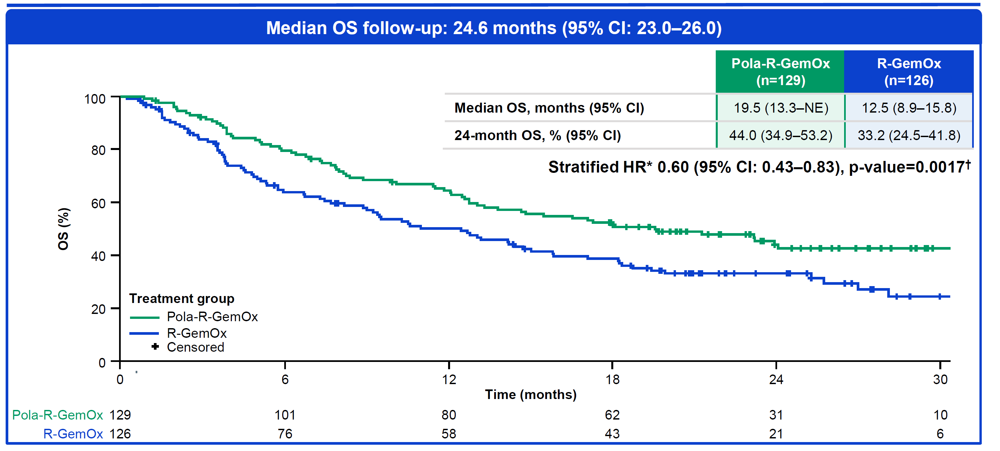 Median OS follow-up: 24.6 months (95% CI: 23.0–26.0)
Pola-R-GemOx (n=129)
R-GemOx (n=126)
Median OS, months (95% CI) 19.5 (13.3–NE) 12.5 (8.9–15.8)
24-month OS, % (95% CI) 44.0 (34.9–53.2) 33.2 (24.5–41.8)
Stratified HR* 0.60 (95% CI: 0.43–0.83), p-value=0.0017†
100
80
60
40
20
0
OS (%)
Treatment group
Pola-R-GemOx
R-GemOx
Censored
0 6 12 18 24 30
Time (months)
Pola-R-GemOx 129 101 80 62 31 10
R-GemOx 126 76 58 43 21 6